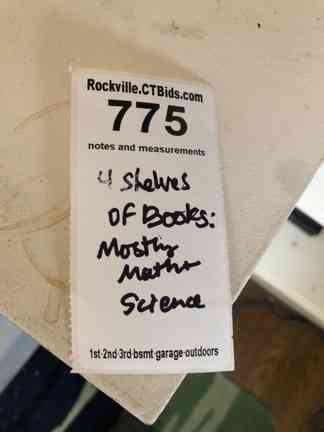 Rockville.CTBids.com
775
notes and measurements
4 Shelves
OF Books:
Mostly
Math +
Science
1st·2nd·3rd·bsmt·garage·outdoors